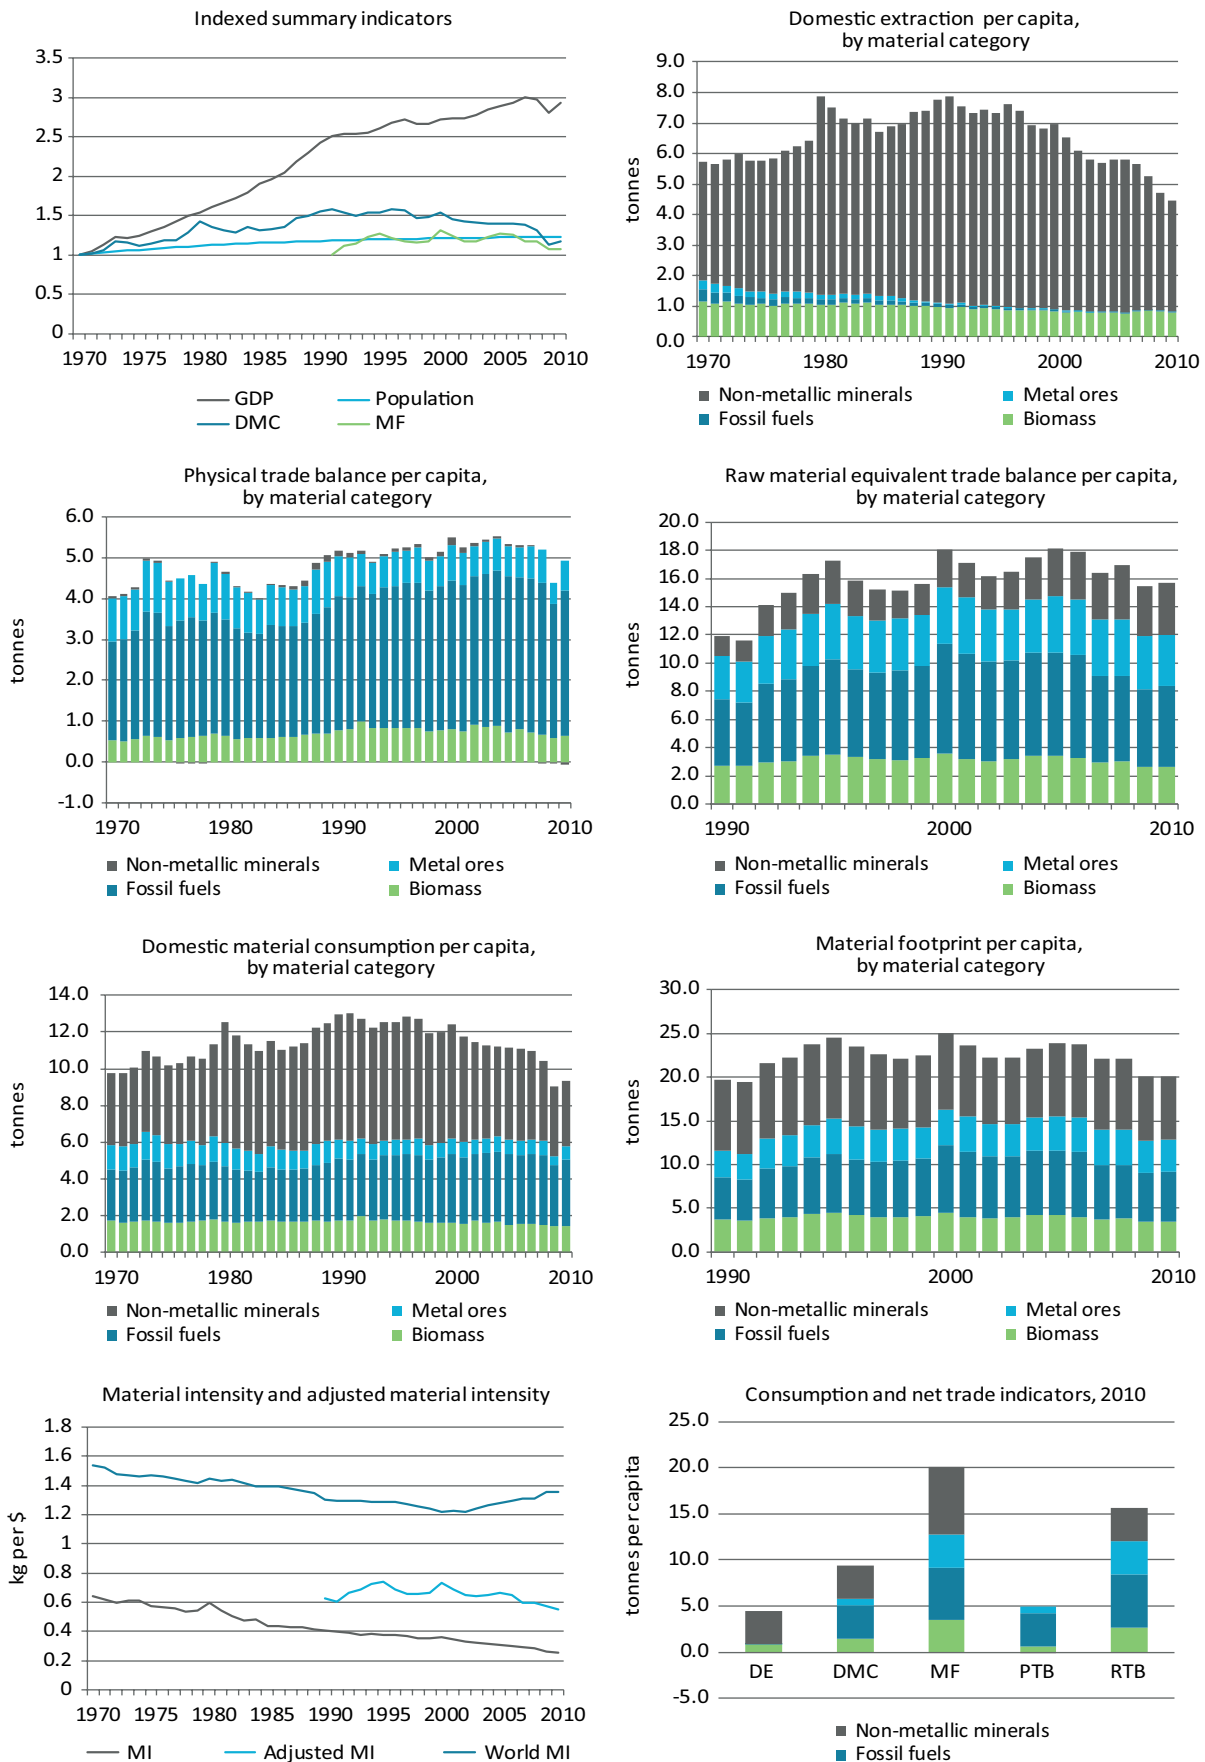 Indexed summary indicators
3.5
3
2.5
2
1.5
1
0.5
0
1970 1975 1980 1985 1990 1995 2000 2005 2010
GDP Population
DMC MF
Domestic extraction per capita,
by material category
tonnes
9.0
8.0
7.0
6.0
5.0
4.0
3.0
2.0
1.0
0.0
1970 1980 1990 2000 2010
Non-metallic minerals Metal ores
Fossil fuels Biomass
Physical trade balance per capita,
by material category
tonnes
6.0
5.0
4.0
3.0
2.0
1.0
0.0
-1.0
1970 1980 1990 2000 2010
Non-metallic minerals Metal ores
Fossil fuels Biomass
Raw material equivalent trade balance per capita,
by material category
tonnes
20.0
18.0
16.0
14.0
12.0
10.0
8.0
6.0
4.0
2.0
0.0
1990 2000 2010
Non-metallic minerals Metal ores
Fossil fuels Biomass
Domestic material consumption per capita,
by material category
tonnes
14.0
12.0
10.0
8.0
6.0
4.0
2.0
0.0
1970 1980 1990 2000 2010
Non-metallic minerals Metal ores
Fossil fuels Biomass
Material footprint per capita,
by material category
tonnes
30.0
25.0
20.0
15.0
10.0
5.0
0.0
1990 2000 2010
Non-metallic minerals Metal ores
Fossil fuels Biomass
Material intensity and adjusted material intensity
kg per $
1.8
1.6
1.4
1.2
1
0.8
0.6
0.4
0.2
0
1970 1975 1980 1985 1990 1995 2000 2005 2010
MI Adjusted MI World MI
Consumption and net trade indicators, 2010
tonnes per capita
25.0
20.0
15.0
10.0
5.0
0.0
-5.0
DE DMC MF PTB RTB
Non-metallic minerals
Fossil fuels